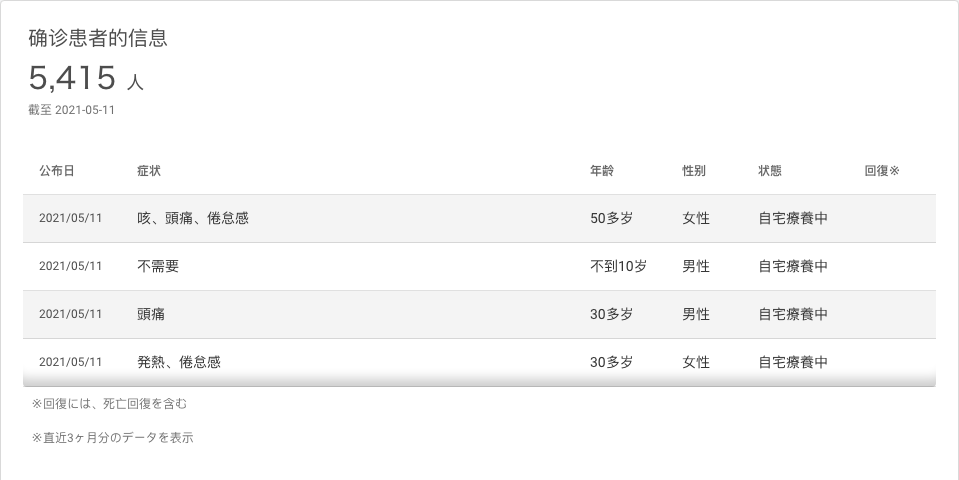 确诊患者的信息
5,415 人
截至 2021-05-11
公布日 症状 年龄 性别 状態 回復※
2021/05/11 咳、頭痛、倦怠感 50多岁 女性 自宅療養中
2021/05/11 不需要 不到10岁 男性 自宅療養中
2021/05/11 頭痛 30多岁 男性 自宅療養中
2021/05/11 発熱、倦怠感 30多岁 女性 自宅療養中
※回復には、死亡回復を含む
※直近3ヶ月分のデータを表示